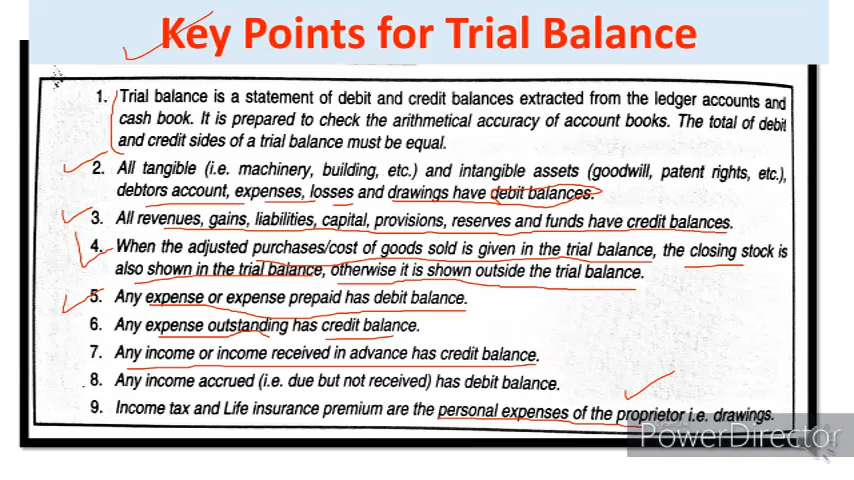 Key Points for Trial Balance
1. Trial balance is a statement of debit and credit balances extracted from the ledger accounts and
cash book. It is prepared to check the arithmetical accuracy of account books. The total of debit
and credit sides of a trial balance must be equal.
2. All tangible (i.e. machinery, building, etc.) and intangible assets (goodwill, patent rights, etc.),
debtors account, expenses, losses and drawings have debit balances.
3. All revenues, gains, liabilities, capital, provisions, reserves and funds have credit balances.
4. When the adjusted purchases/cost of goods sold is given in the trial balance, the closing stock is
also shown in the trial balance, otherwise it is shown outside the trial balance.
5. Any expense or expense prepaid has debit balance.
6. Any expense outstanding has credit balance.
7. Any income or income received in advance has credit balance.
8. Any income accrued (i.e. due but not received) has debit balance.
9. Income tax and Life insurance premium are the personal expenses of the proprietor i.e. drawings.
PowerDirector